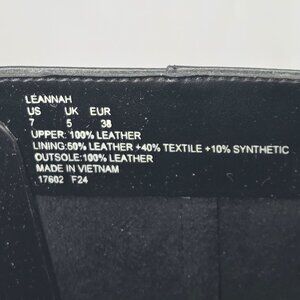 LEANNAH
US UK EUR
7 5 38
UPPER: 100% LEATHER
LINING:50% LEATHER +40% TEXTILE +10% SYNTHETIC
OUTSOLE:100% LEATHER
MADE IN VIETNAM
17602 F24